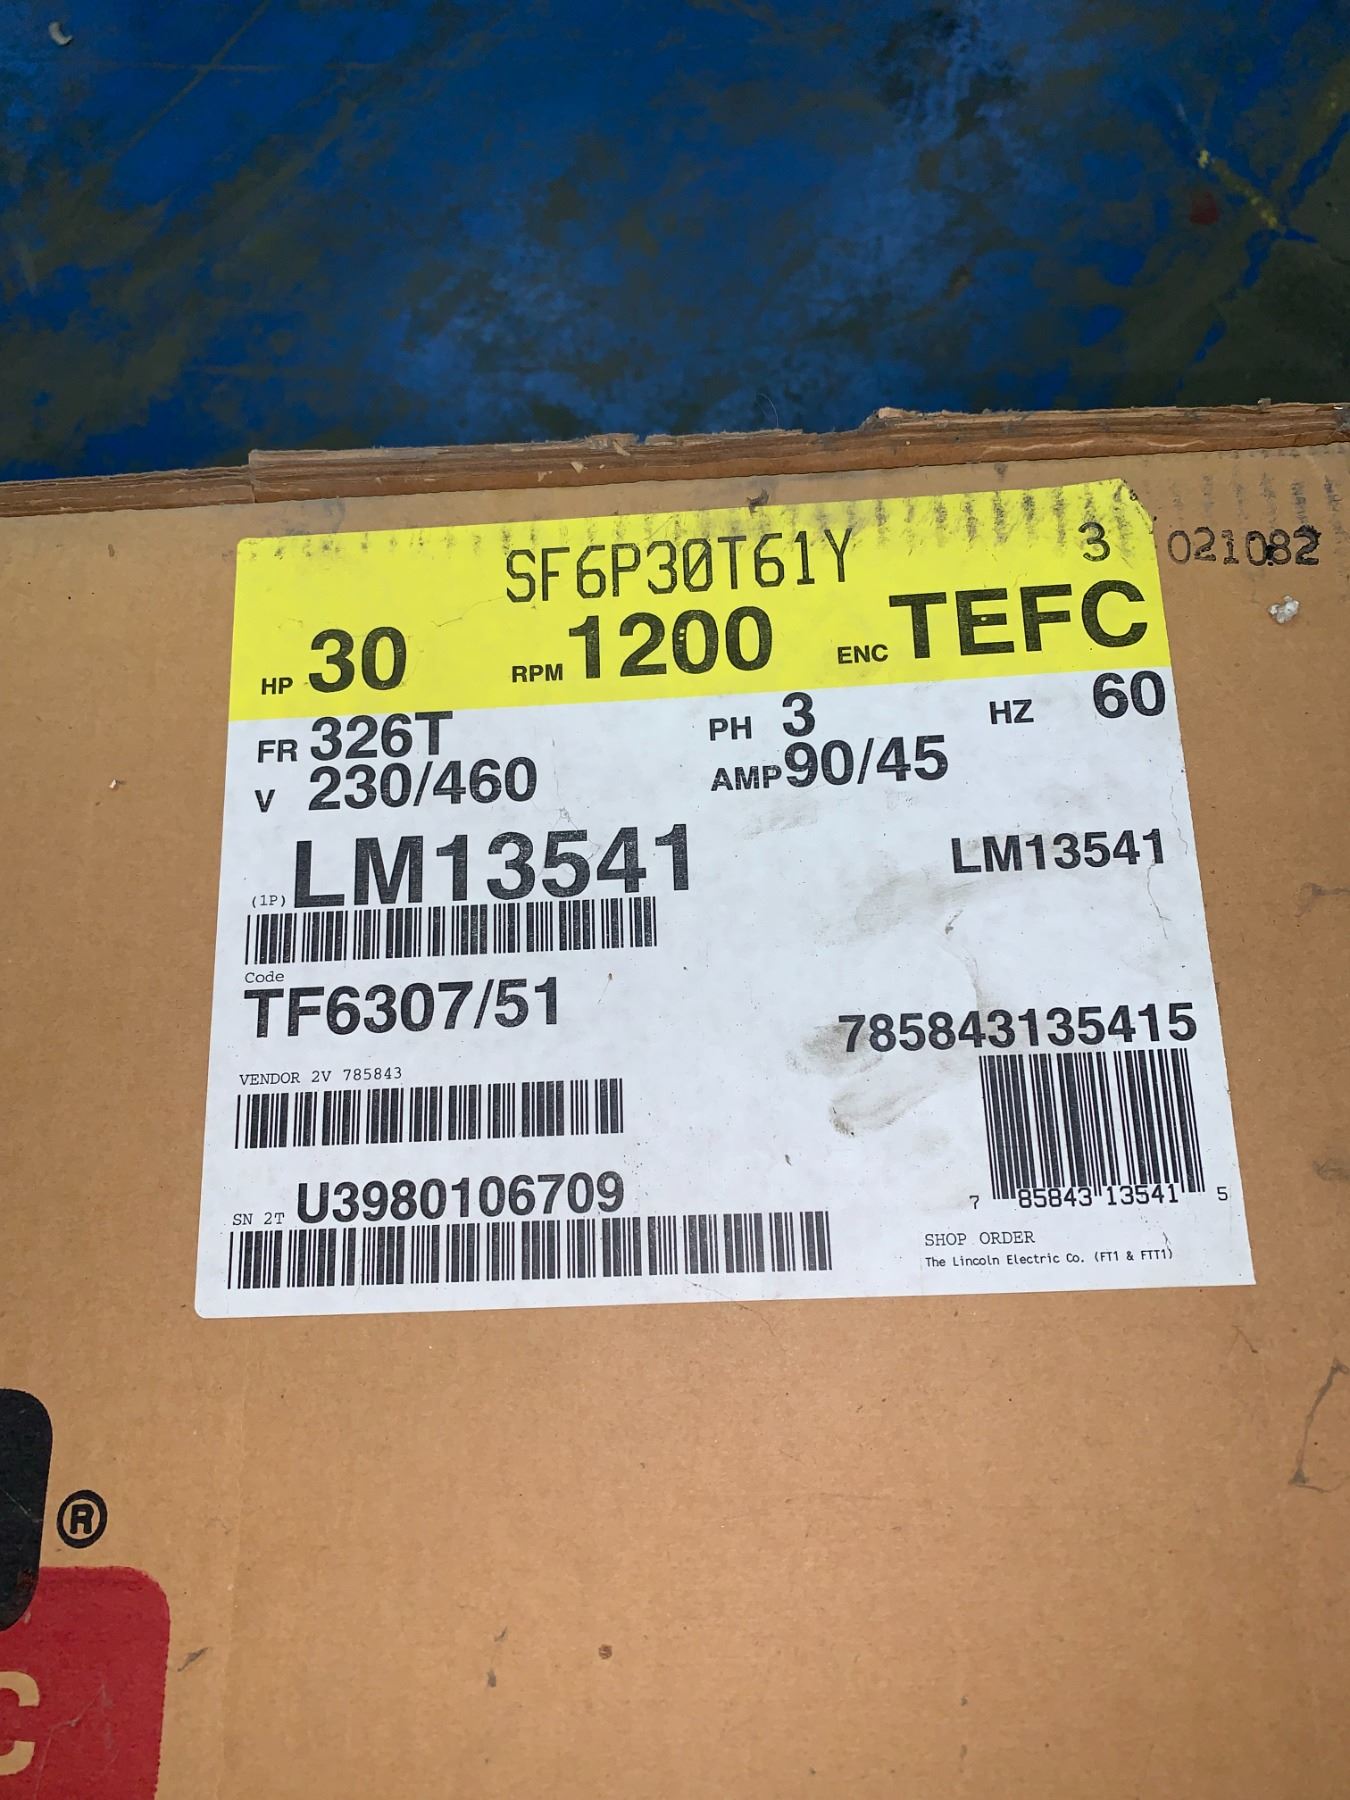 SF6P30T61Y 3 021082
HP 30 RPM 1200 ENC TEFC
FR 326T PH 3 HZ 60
V 230/460 AMP 90/45
(1P) LM13541 LM13541
Code
TF6307/51 785843135415
VENDOR 2V 785843
7 85843 13541 5
SN 2T U3980106709
SHOP ORDER
The Lincoln Electric Co. (FT1 & FTT1)
®
C